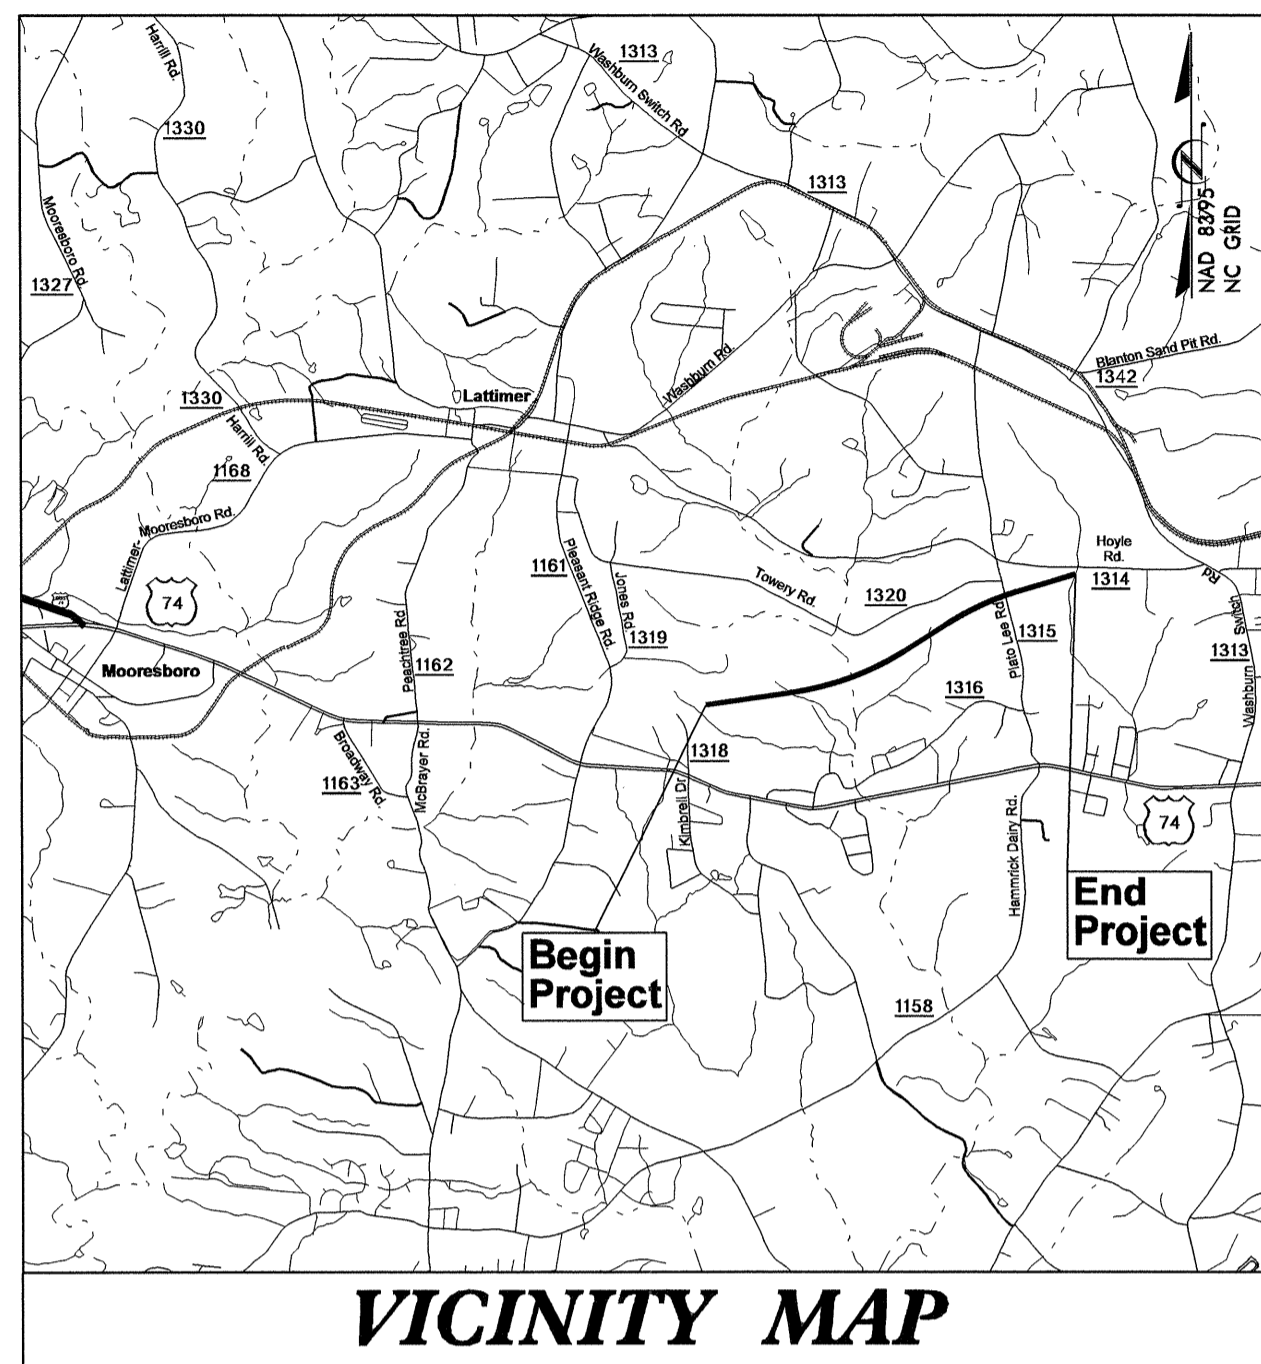 Harrill Rd.
1313
Washburn Switch Rd
1330
1313
Mooresboro Rd.
1327
NAD 83/95
NC GRID
Blanton Sand Pit Rd.
1342
Washburn Rd.
Lattimer
1330
Harrill Rd.
1168
Lattimer- Mooresboro Rd.
Hoyle
Rd.
1314
Rd
1161
Pleasant Ridge Rd.
Jones Rd.
1319
Towery Rd.
1320
74
Mooresboro
Peachtree Rd
1162
Plato Lee Rd.
1315
1316
Washburn Switch
1313
1318
Broadway Rd.
1163
McBrayer Rd.
Kimbrell Dr.
Hammrick Dairy Rd.
74
End
Project
Begin
Project
1158
VICINITY MAP